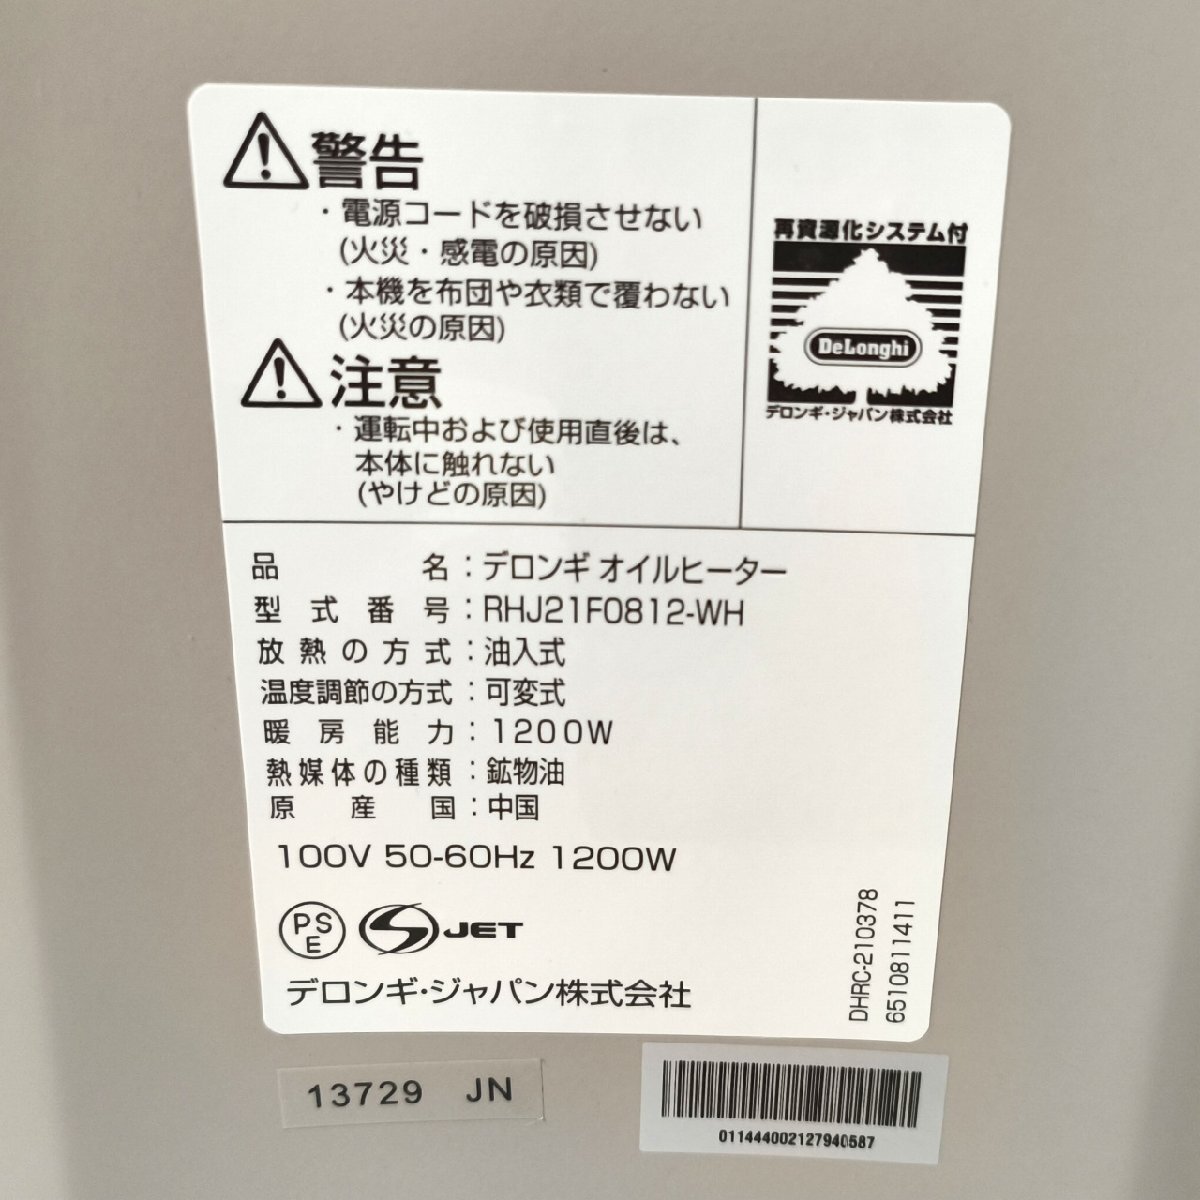 警告
・電源コードを破損させない
(火災・感電の原因)
・本機を布団や衣類で覆わない
(火災の原因)
注意
・運転中および使用直後は、
本体に触れない
(やけどの原因)
再資源化システム付
DeLonghi
デロンギ・ジャパン株式会社
品名：デロンギ オイルヒーター
型式番号：RHJ21F0812-WH
放熱の方式：油入式
温度調節の方式：可変式
暖房能力：1200W
熱媒体の種類：鉱物油
原産国：中国
100V 50-60Hz 1200W
PSE
JET
デロンギ・ジャパン株式会社
DHRC-210378
6510811411
13729 JN
011444002127940587